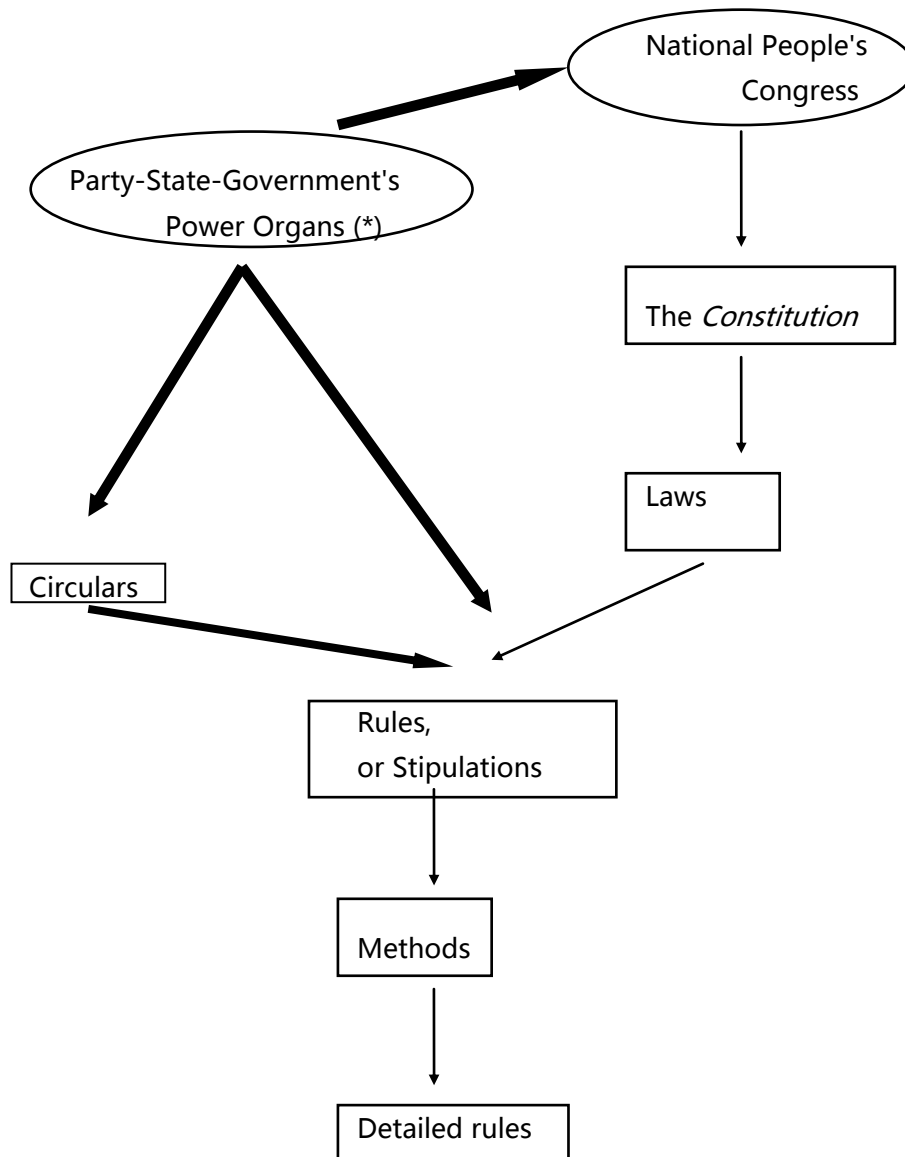 National People's
Congress
Party-State-Government's
Power Organs (*)
The Constitution
Laws
Circulars
Rules,
or Stipulations
Methods
Detailed rules